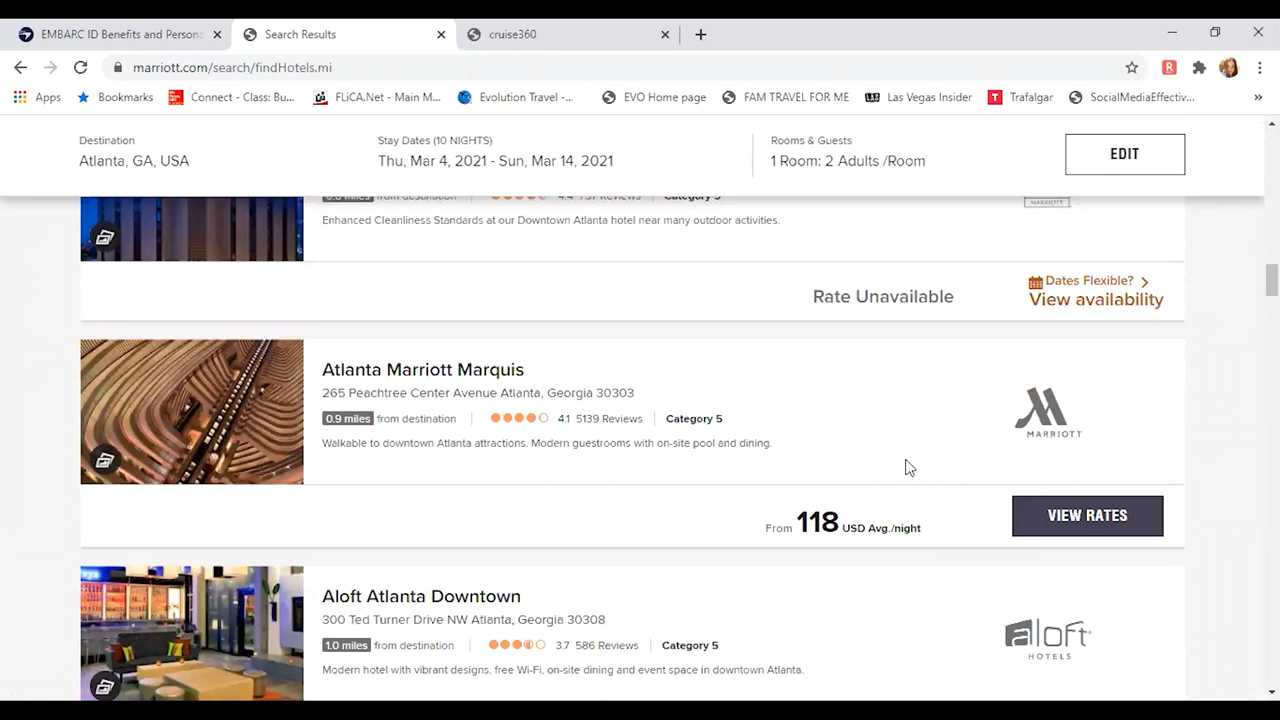 EMBARC ID Benefits and Persona
Search Results
cruise360
marriott.com/search/findHotels.mi
Apps
Bookmarks
Connect - Class: Bu...
FLiCA.Net - Main M...
Evolution Travel -...
EVO Home page
FAM TRAVEL FOR ME
Las Vegas Insider
Trafalgar
SocialMediaEffectiv...
»
Destination
Atlanta, GA, USA
Stay Dates (10 NIGHTS)
Thu, Mar 4, 2021 - Sun, Mar 14, 2021
Rooms & Guests
1 Room: 2 Adults /Room
EDIT
from destination
Category 5
MARRIOTT
Enhanced Cleanliness Standards at our Downtown Atlanta hotel near many outdoor activities.
Rate Unavailable
Dates Flexible?
View availability
Atlanta Marriott Marquis
265 Peachtree Center Avenue Atlanta, Georgia 30303
0.9 miles from destination
4.1 5139 Reviews
Category 5
Walkable to downtown Atlanta attractions. Modern guestrooms with on-site pool and dining.
MARRIOTT
From 118 USD Avg./night
VIEW RATES
Aloft Atlanta Downtown
300 Ted Turner Drive NW Atlanta, Georgia 30308
1.0 miles from destination
3.7 586 Reviews
Category 5
Modern hotel with vibrant designs, free Wi-Fi, on-site dining and event space in downtown Atlanta.
aloft
HOTELS